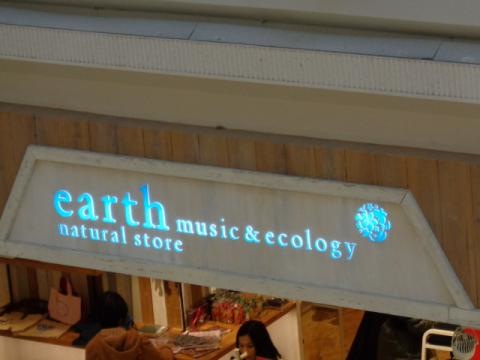 earth music & ecology
natural store